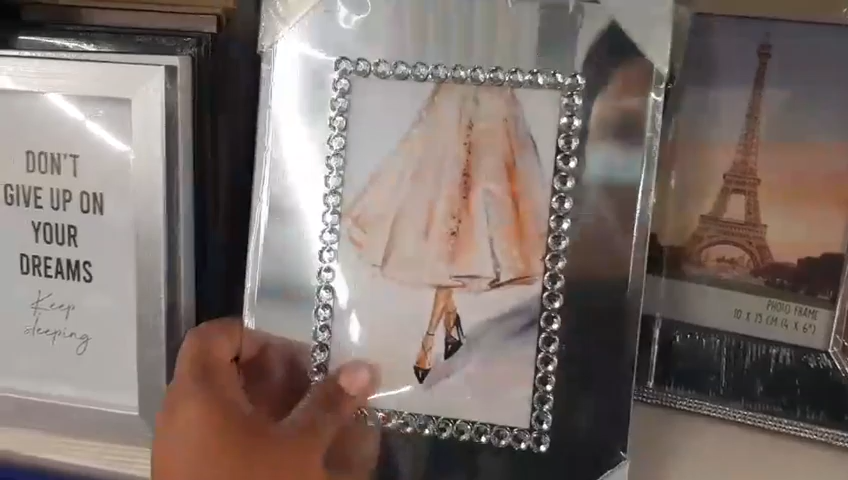 DON'T
GIVE UP ON
YOUR
DREAMS
Keep
sleeping.
PHOTO FRAME
10 X 15 CM (4 X 6")